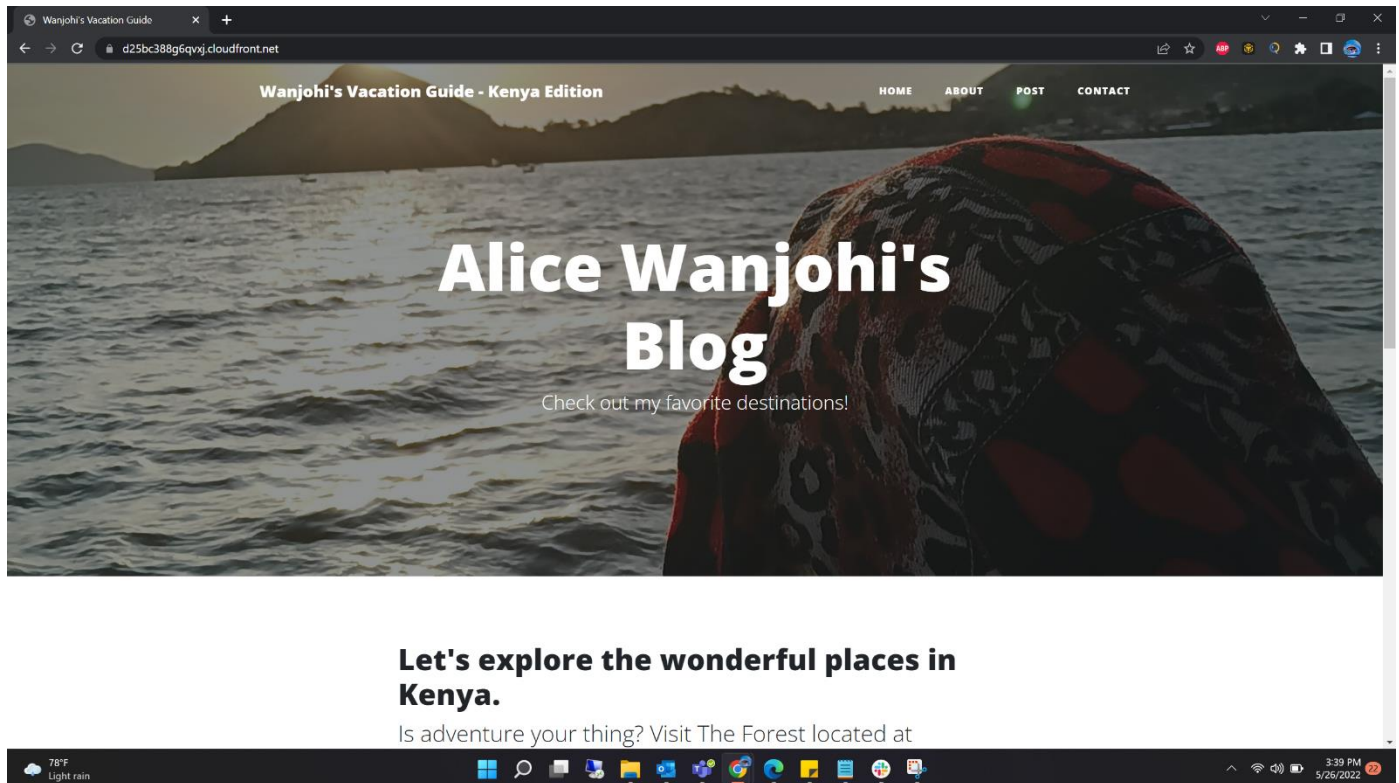 Wanjohi's Vacation Guide
d25bc388g6qvxj.cloudfront.net
ABP
Wanjohi's Vacation Guide - Kenya Edition
HOME ABOUT POST CONTACT
Alice Wanjohi's
Blog
Check out my favorite destinations!
Let's explore the wonderful places in
Kenya.
Is adventure your thing? Visit The Forest located at
78°F
Light rain
3:39 PM
5/26/2022
22